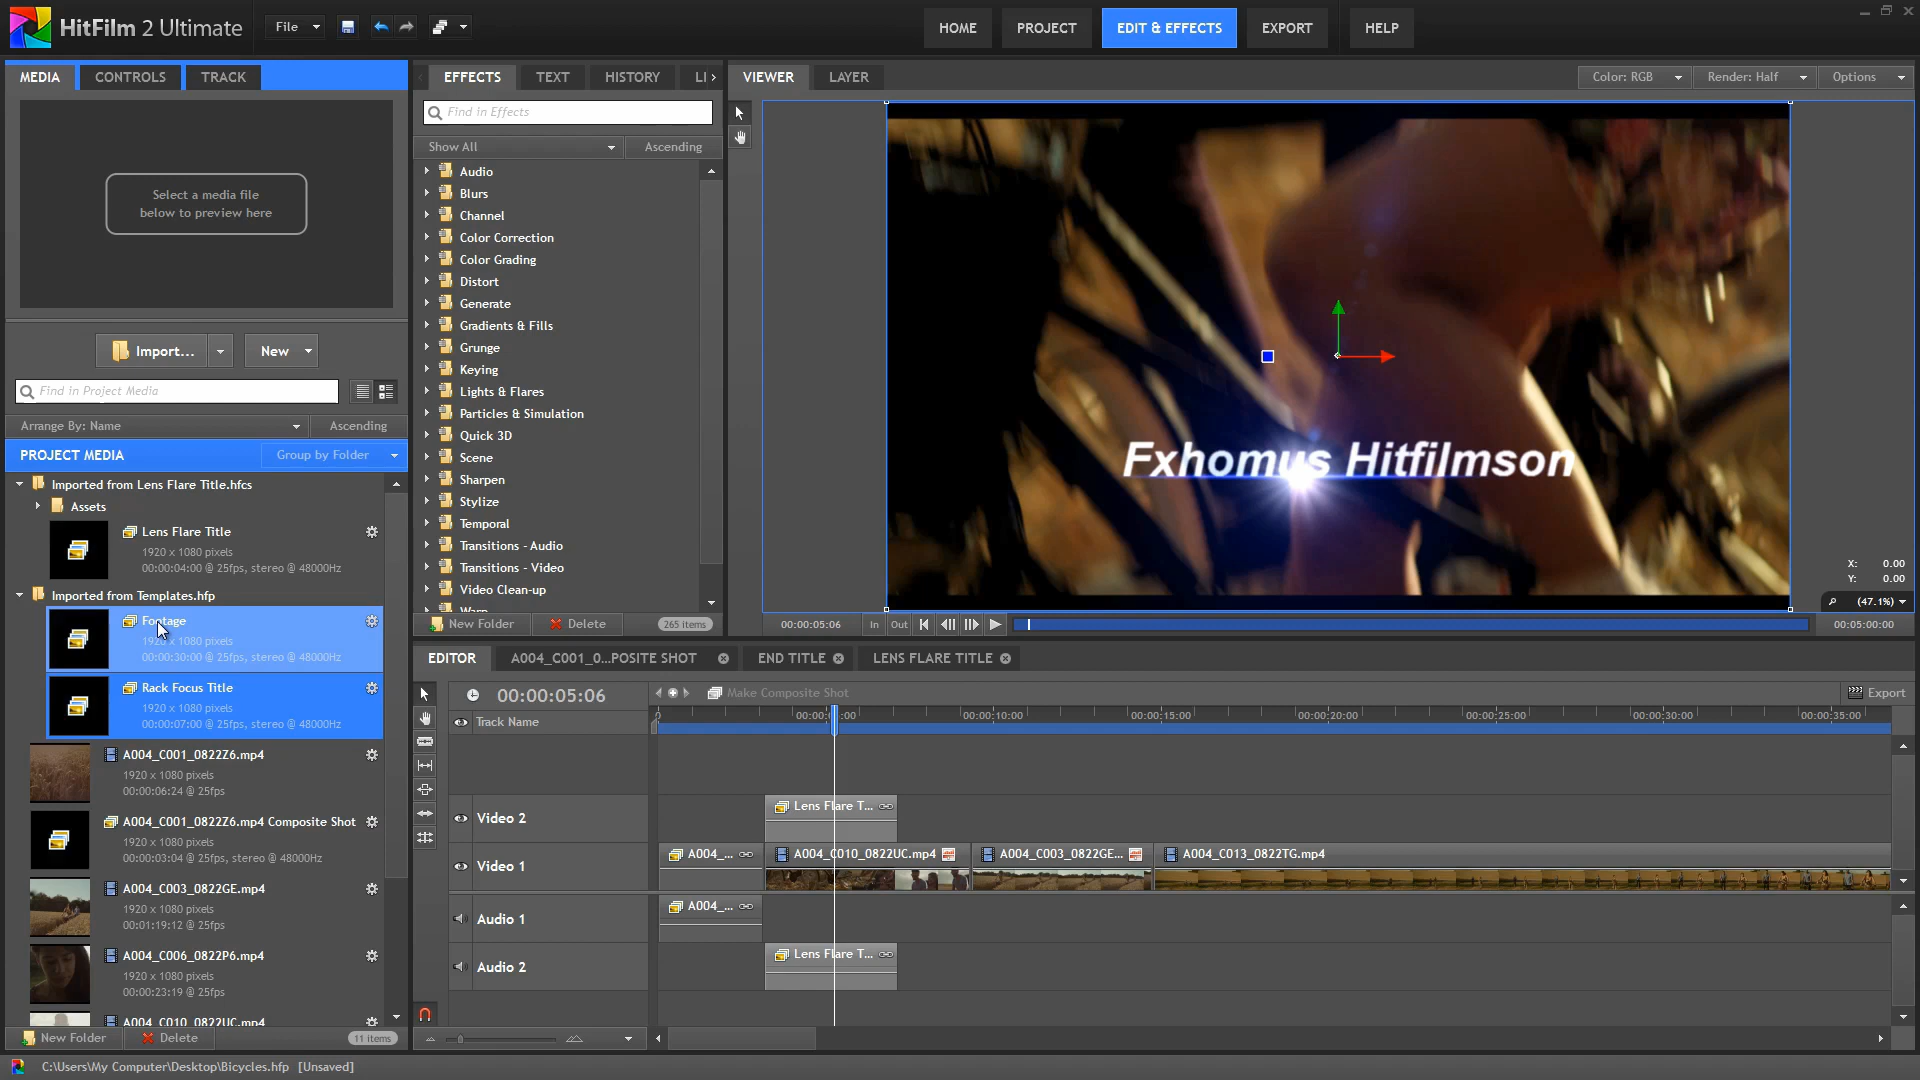 HitFilm 2 Ultimate
File
HOME
PROJECT
EDIT & EFFECTS
EXPORT
HELP
MEDIA
CONTROLS
TRACK
Select a media file
below to preview here
Import...
New
Find in Project Media
Arrange By: Name
Ascending
PROJECT MEDIA
Group by Folder
Imported from Lens Flare Title.hfcs
Assets
Lens Flare Title
1920 x 1080 pixels
00:00:04:00 @ 25fps, stereo @ 48000Hz
Imported from Templates.hfp
Footage
1920 x 1080 pixels
00:00:30:00 @ 25fps, stereo @ 48000Hz
Rack Focus Title
1920 x 1080 pixels
00:00:07:00 @ 25fps, stereo @ 48000Hz
A004_C001_0822Z6.mp4
1920 x 1080 pixels
00:00:06:24 @ 25fps
A004_C001_0822Z6.mp4 Composite Shot
1920 x 1080 pixels
00:00:03:04 @ 25fps, stereo @ 48000Hz
A004_C003_0822GE.mp4
1920 x 1080 pixels
00:01:19:12 @ 25fps
A004_C006_0822P6.mp4
1920 x 1080 pixels
00:00:23:19 @ 25fps
A004_C010_0822UC.mp4
New Folder
Delete
11 items
EFFECTS
TEXT
HISTORY
LI
Find in Effects
Show All
Ascending
Audio
Blurs
Channel
Color Correction
Color Grading
Distort
Generate
Gradients & Fills
Grunge
Keying
Lights & Flares
Particles & Simulation
Quick 3D
Scene
Sharpen
Stylize
Temporal
Transitions - Audio
Transitions - Video
Video Clean-up
Warp
New Folder
Delete
265 items
VIEWER
LAYER
Color: RGB
Render: Half
Options
Fxhomus Hitfilmson
X: 0.00
Y: 0.00
(47.1%)
00:00:05:06
In
Out
00:05:00:00
EDITOR
A004_C001_0...POSITE SHOT
END TITLE
LENS FLARE TITLE
00:00:05:06
Make Composite Shot
Export
Track Name
0
00:00:05:00
00:00:10:00
00:00:15:00
00:00:20:00
00:00:25:00
00:00:30:00
00:00:35:00
Video 2
Lens Flare T...
Video 1
A004_...
A004_C010_0822UC.mp4
A004_C003_0822GE...
A004_C013_0822TG.mp4
Audio 1
A004_...
Audio 2
Lens Flare T...
C:\Users\My Computer\Desktop\Bicycles.hfp [Unsaved]